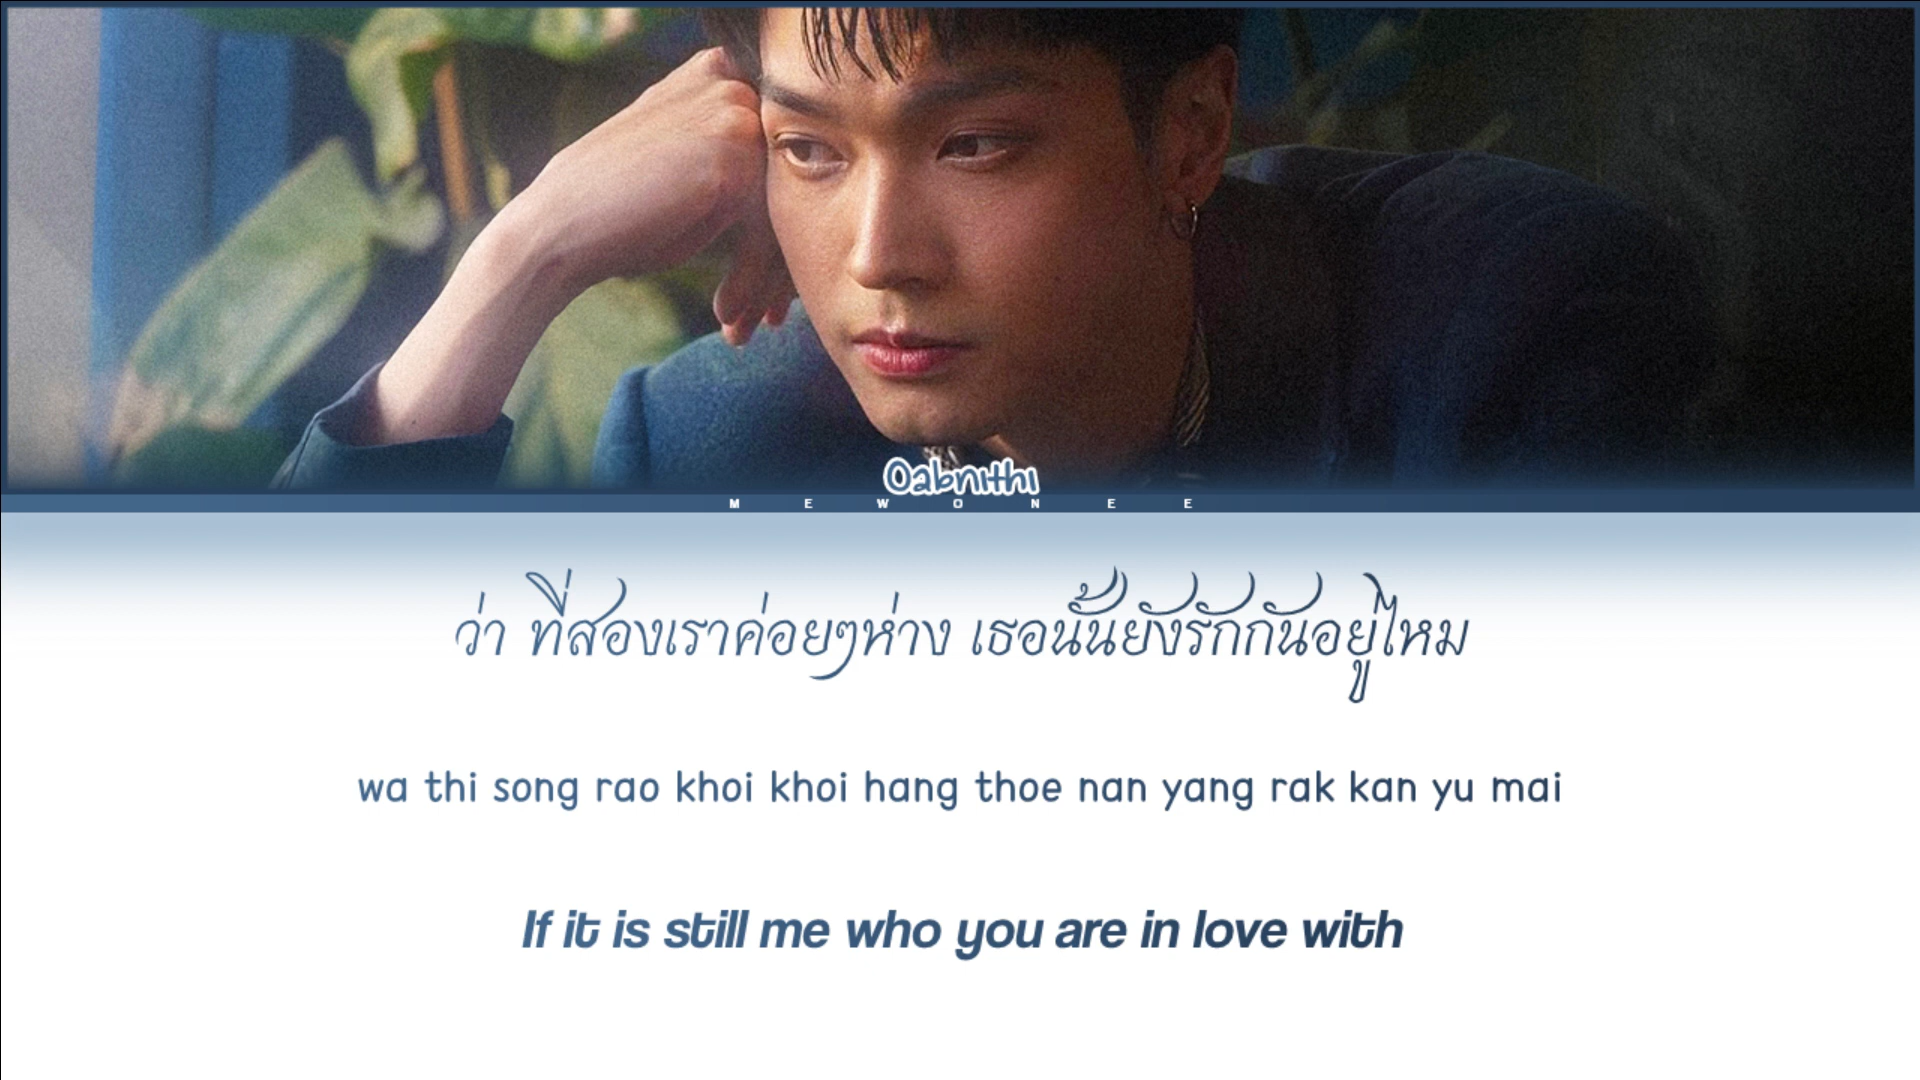 Oabnithi
MEWONEE
ว่า ที่สองเราค่อยๆห่าง เธอนั้นยังรักกันอยู่ไหม
wa thi song rao khoi khoi hang thoe nan yang rak kan yu mai
If it is still me who you are in love with